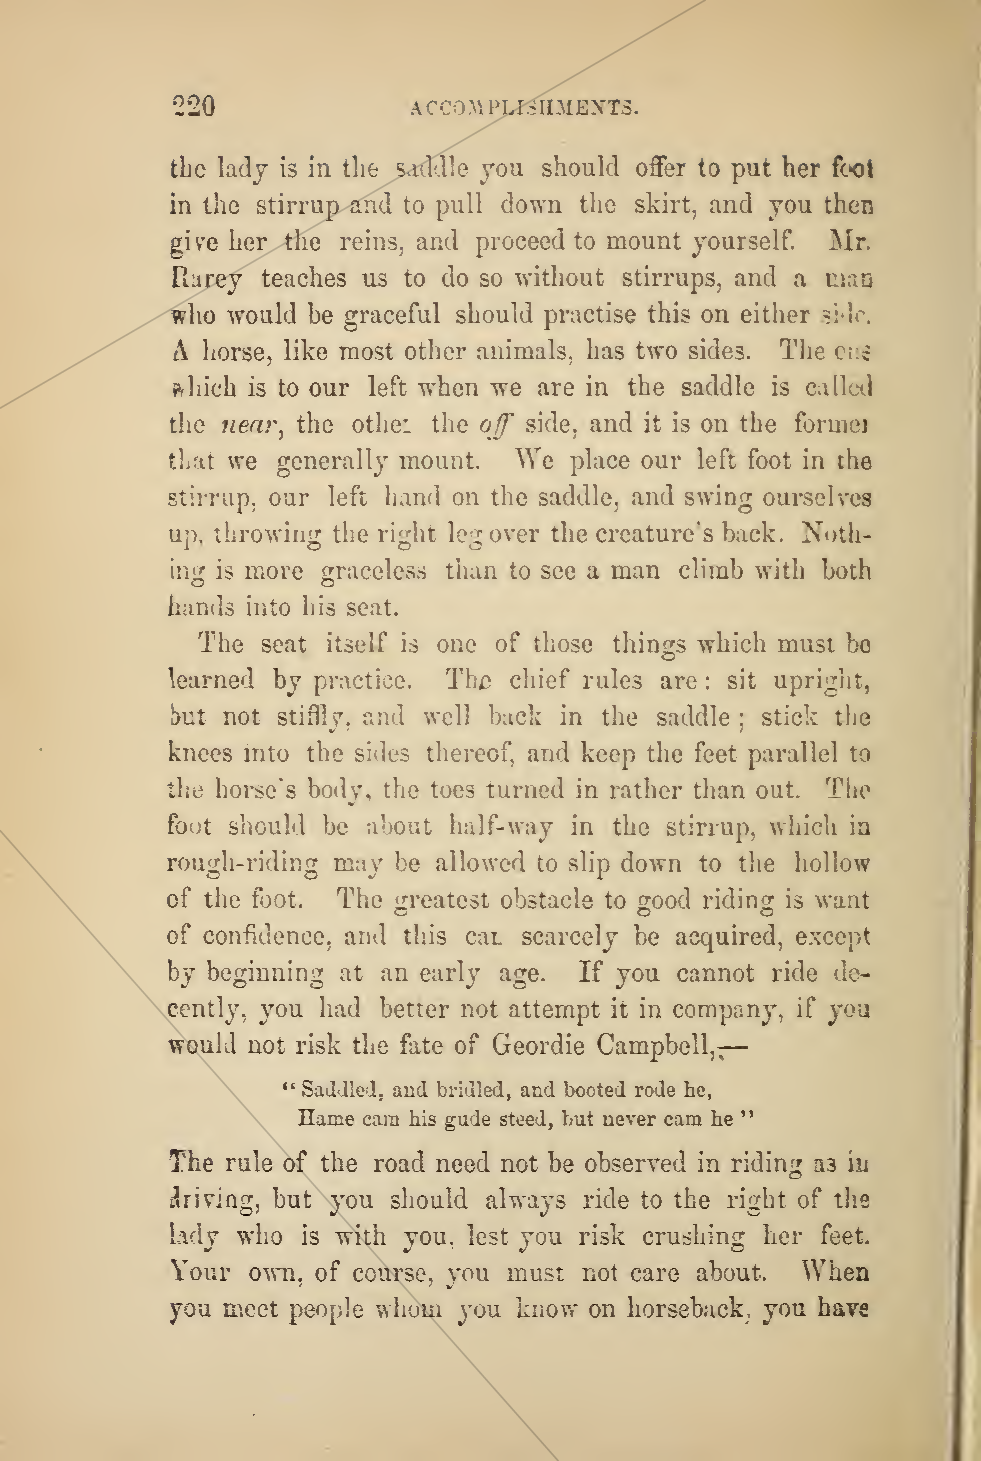 220 ACCOMPLISHMENTS.
the lady is in the saddle you should offer to put her foot
in the stirrup and to pull down the skirt, and you then
give her the reins, and proceed to mount yourself. Mr.
Rarey teaches us to do so without stirrups, and a man
who would be graceful should practise this on either side.
A horse, like most other animals, has two sides. The one
which is to our left when we are in the saddle is called
the near, the other the off side, and it is on the former
that we generally mount. We place our left foot in the
stirrup, our left hand on the saddle, and swing ourselves
up, throwing the right leg over the creature's back. Noth-
ing is more graceless than to see a man climb with both
hands into his seat.
The seat itself is one of those things which must be
learned by practice. The chief rules are: sit upright,
but not stiffly, and well back in the saddle; stick the
knees into the sides thereof, and keep the feet parallel to
the horse's body, the toes turned in rather than out. The
foot should be about half-way in the stirrup, which in
rough-riding may be allowed to slip down to the hollow
of the foot. The greatest obstacle to good riding is want
of confidence, and this can scarcely be acquired, except
by beginning at an early age. If you cannot ride de-
cently, you had better not attempt it in company, if you
would not risk the fate of Geordie Campbell,—
“Saddled, and bridled, and booted rode he,
Hame cam his gude steed, but never cam he”
The rule of the road need not be observed in riding as in
driving, but you should always ride to the right of the
lady who is with you, lest you risk crushing her feet.
Your own, of course, you must not care about. When
you meet people whom you know on horseback, you have